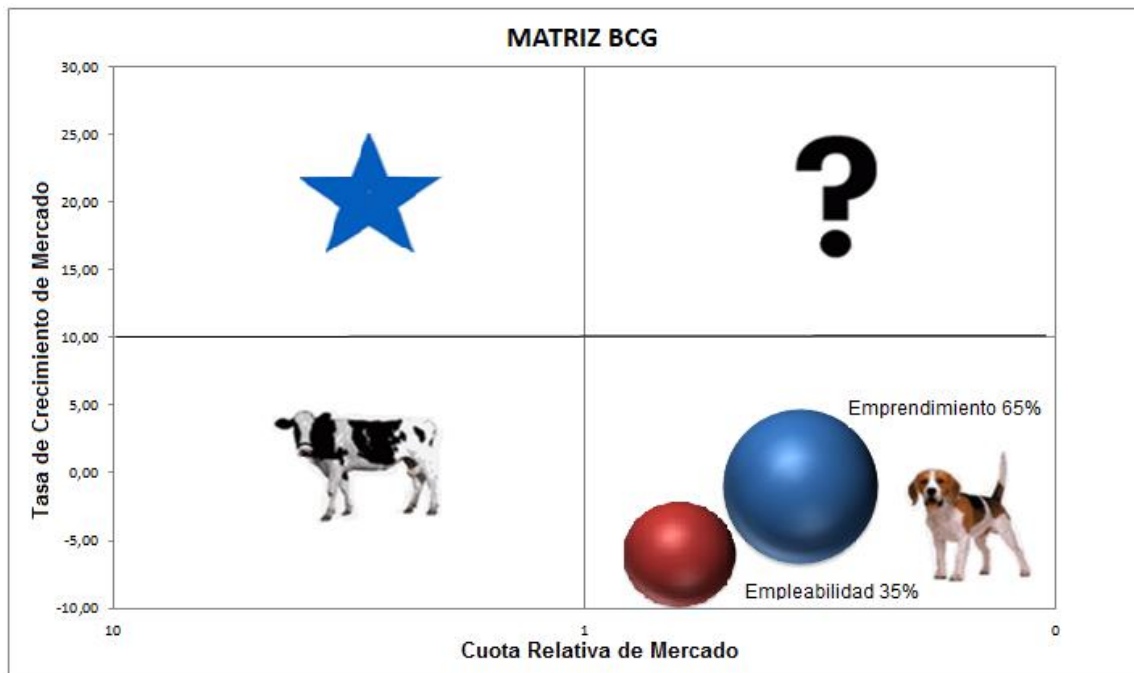 MATRIZ BCG
30,00
25,00
?
20,00
15,00
10,00
5,00
0,00
-5,00
-10,00
Tasa de Crecimiento de Mercado
Emprendimiento 65%
Empleabilidad 35%
10
1
0
Cuota Relativa de Mercado